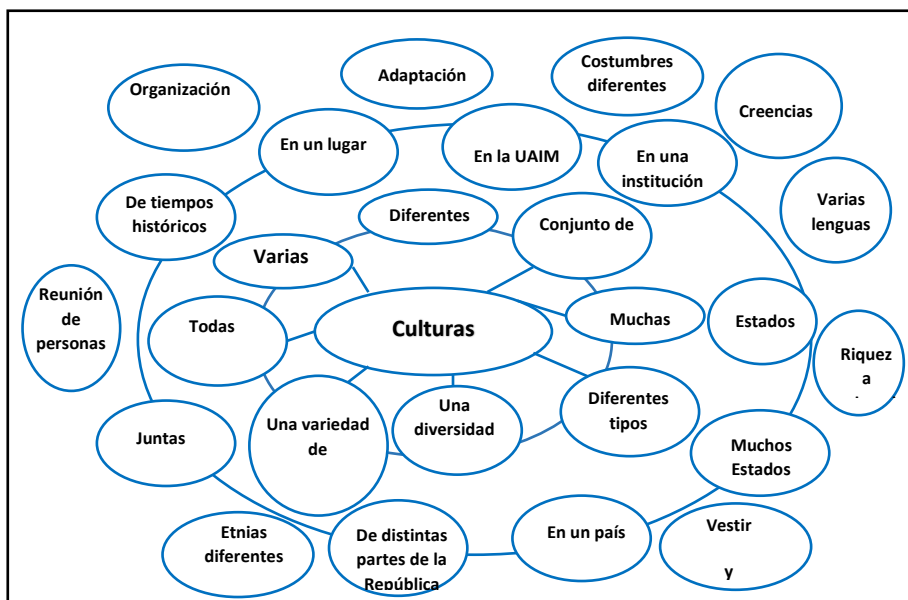 Organización
Adaptación
Costumbres
diferentes
Creencias
En un lugar
En la UAIM
En una
institución
De tiempos
históricos
Diferentes
Conjunto de
Varias
lenguas
Varias
Reunión
de
personas
Todas
Culturas
Muchas
Estados
Riquez
a
Una variedad
de
Una
diversidad
Diferentes
tipos
Juntas
Muchos
Estados
Etnias
diferentes
De distintas
partes de la
República
En un país
Vestir
y